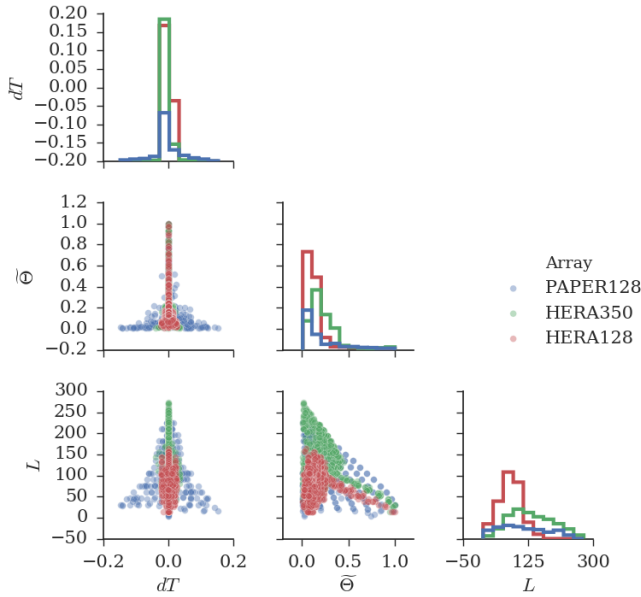 0.20
0.15
0.10
0.05
0.00
−0.05
−0.10
−0.15
−0.20
dT
1.2
1.0
0.8
0.6
0.4
0.2
0.0
−0.2
Θ̃
Array
PAPER128
HERA350
HERA128
300
250
200
150
100
50
0
−50
L
−0.2 0.0 0.2
dT
0.0 0.5 1.0
Θ̃
−50 125 300
L